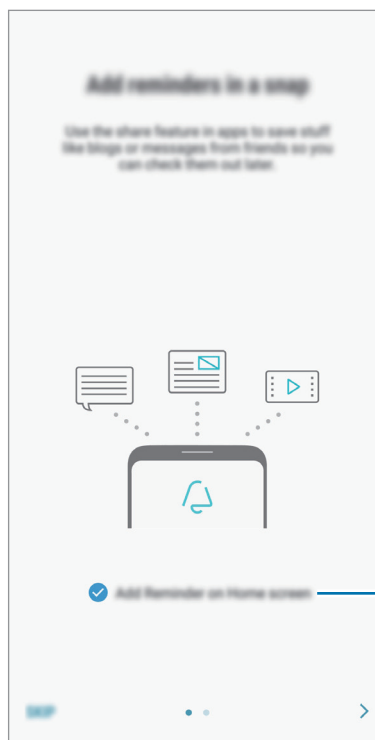 Add reminders in a snap
Use the share feature in apps to save stuff
like blogs or messages from friends so you
can check them out later.
Add Reminder on Home screen
SKIP